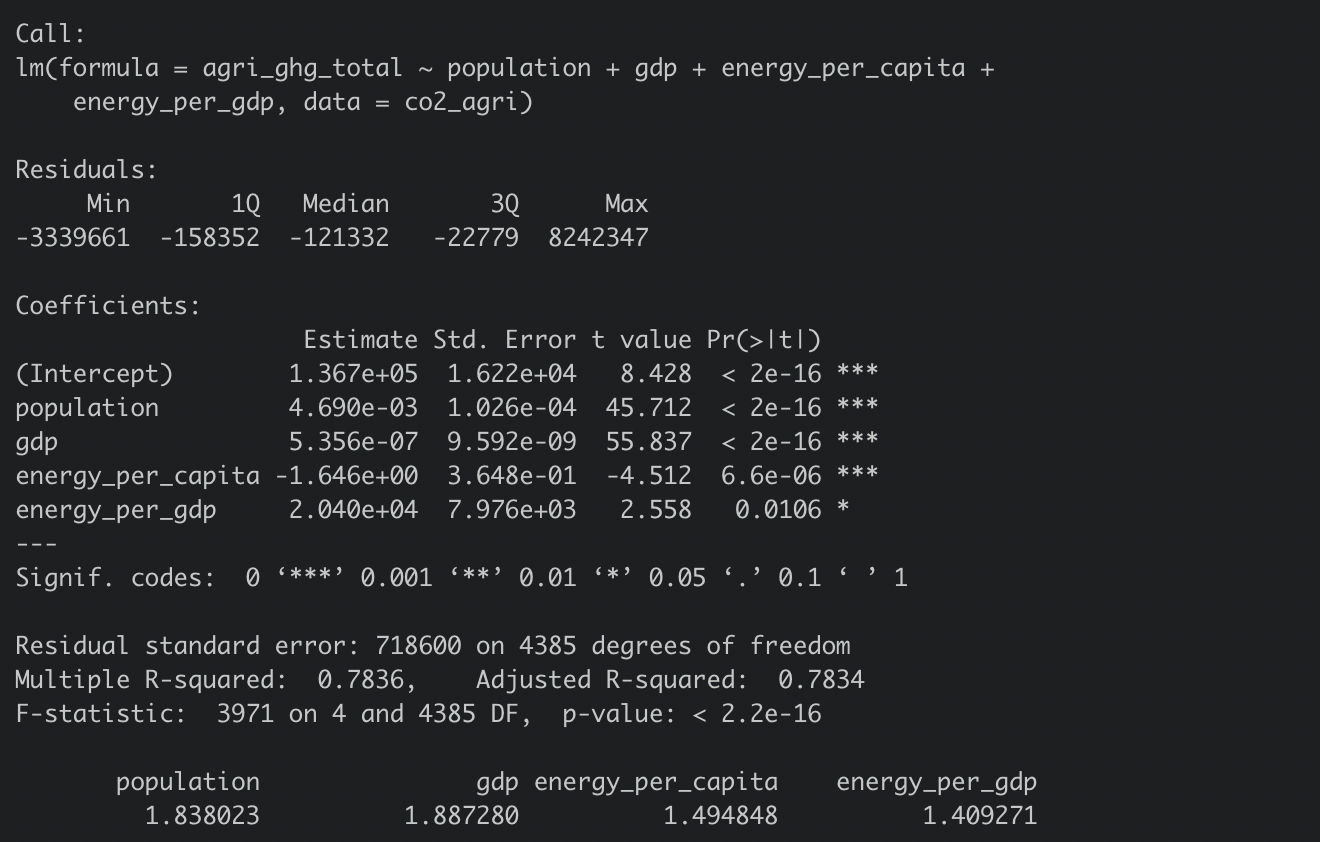 Call:
lm(formula = agri_ghg_total ~ population + gdp + energy_per_capita +
    energy_per_gdp, data = co2_agri)

Residuals:
     Min       1Q   Median       3Q      Max
-3339661  -158352  -121332   -22779  8242347

Coefficients:
                    Estimate Std. Error t value Pr(>|t|)
(Intercept)        1.367e+05  1.622e+04   8.428  < 2e-16 ***
population         4.690e-03  1.026e-04  45.712  < 2e-16 ***
gdp                5.356e-07  9.592e-09  55.837  < 2e-16 ***
energy_per_capita -1.646e+00  3.648e-01  -4.512  6.6e-06 ***
energy_per_gdp     2.040e+04  7.976e+03   2.558   0.0106 *
---
Signif. codes:  0 ‘***’ 0.001 ‘**’ 0.01 ‘*’ 0.05 ‘.’ 0.1 ‘ ’ 1

Residual standard error: 718600 on 4385 degrees of freedom
Multiple R-squared:  0.7836,    Adjusted R-squared:  0.7834
F-statistic:  3971 on 4 and 4385 DF,  p-value: < 2.2e-16

       population               gdp energy_per_capita    energy_per_gdp
         1.838023          1.887280          1.494848          1.409271